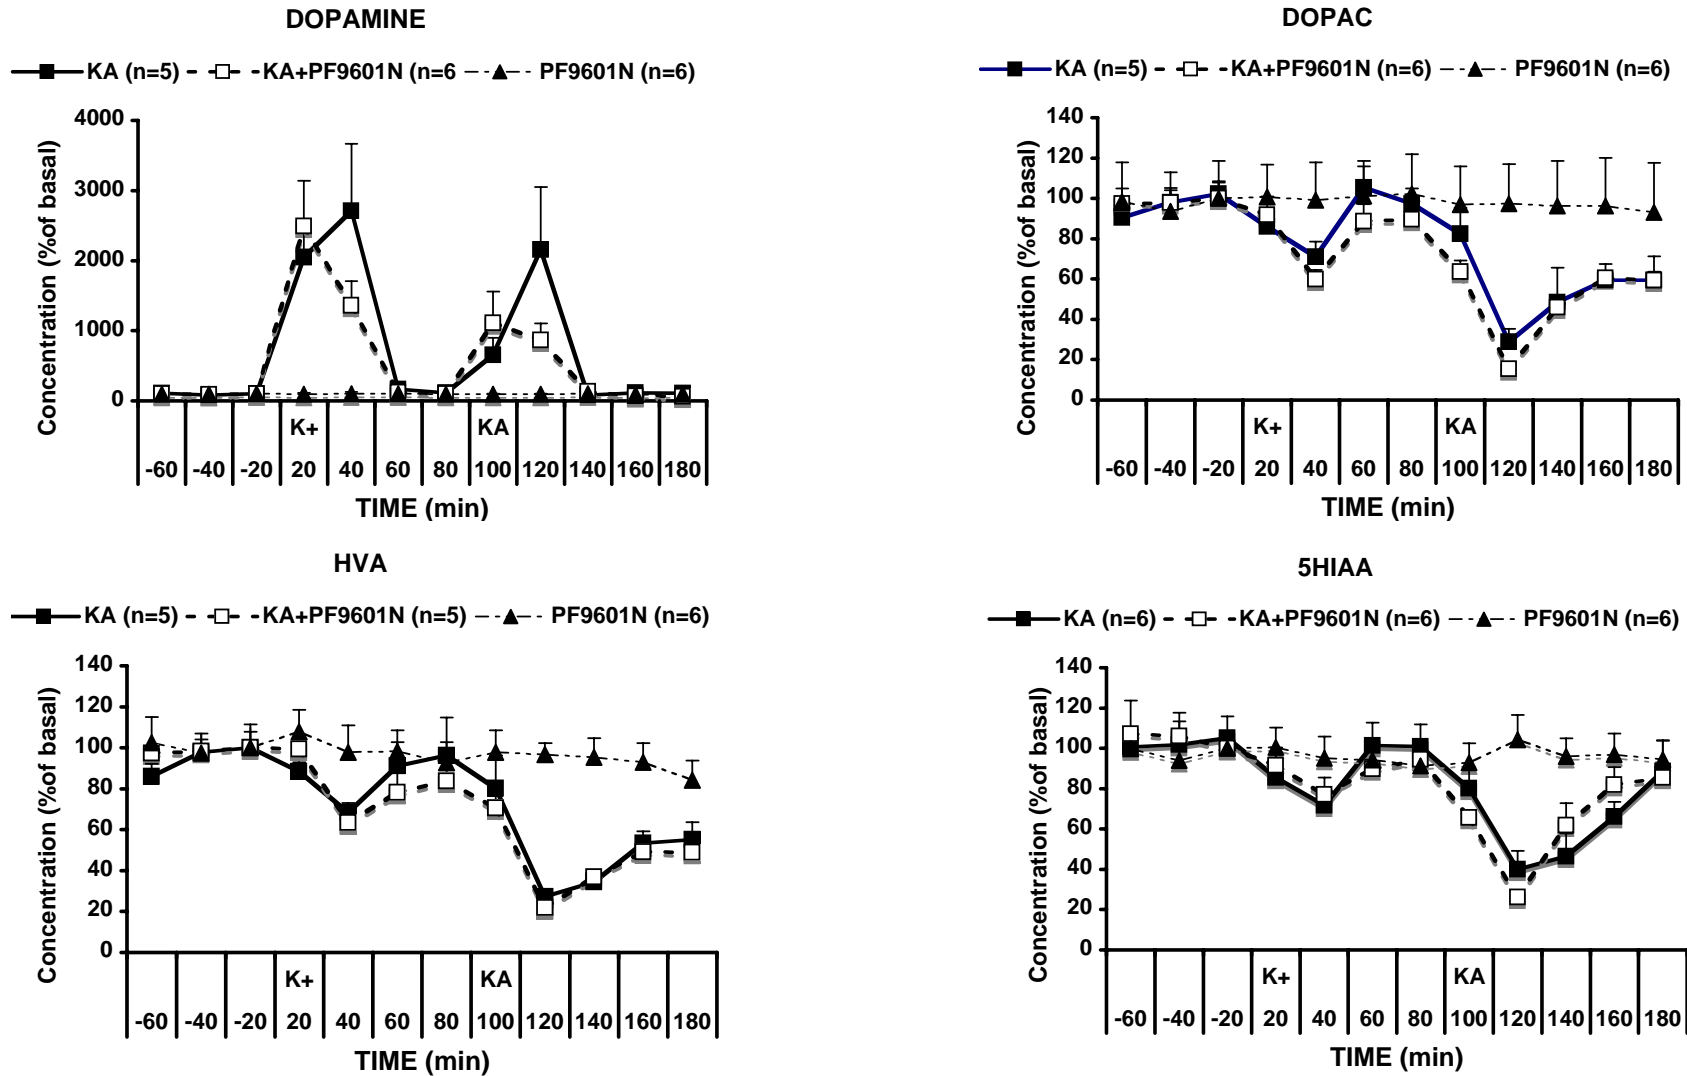 DOPAMINE
KA (n=5) KA+PF9601N (n=6 PF9601N (n=6)
Concentration (%of basal)
4000
3000
2000
1000
0
K+ KA
-60 -40 -20 20 40 60 80 100 120 140 160 180
TIME (min)
DOPAC
KA (n=5) KA+PF9601N (n=6) PF9601N (n=6)
Concentration (%of basal)
140
120
100
80
60
40
20
0
K+ KA
-60 -40 -20 20 40 60 80 100 120 140 160 180
TIME (min)
HVA
KA (n=5) KA+PF9601N (n=5) PF9601N (n=6)
Concentration (%of basal)
140
120
100
80
60
40
20
0
K+ KA
-60 -40 -20 20 40 60 80 100 120 140 160 180
TIME (min)
5HIAA
KA (n=6) KA+PF9601N (n=6) PF9601N (n=6)
Concentration (%of basal)
140
120
100
80
60
40
20
0
K+ KA
-60 -40 -20 20 40 60 80 100 120 140 160 180
TIME (min)